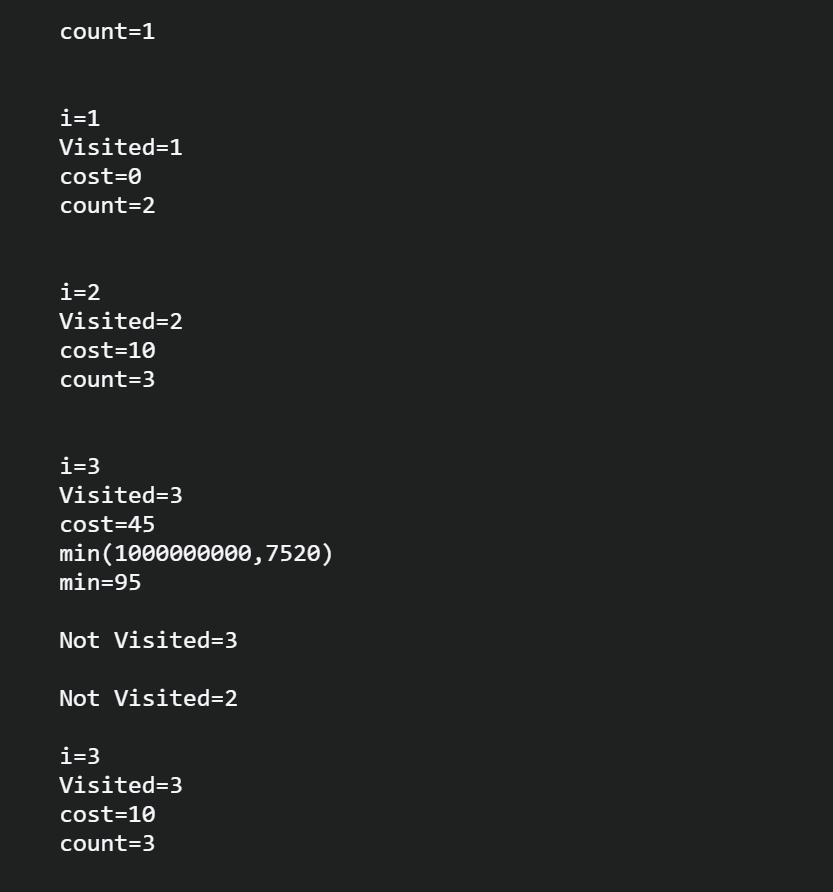 count=1
i=1
Visited=1
cost=0
count=2
i=2
Visited=2
cost=10
count=3
i=3
Visited=3
cost=45
min(1000000000,7520)
min=95
Not Visited=3
Not Visited=2
i=3
Visited=3
cost=10
count=3